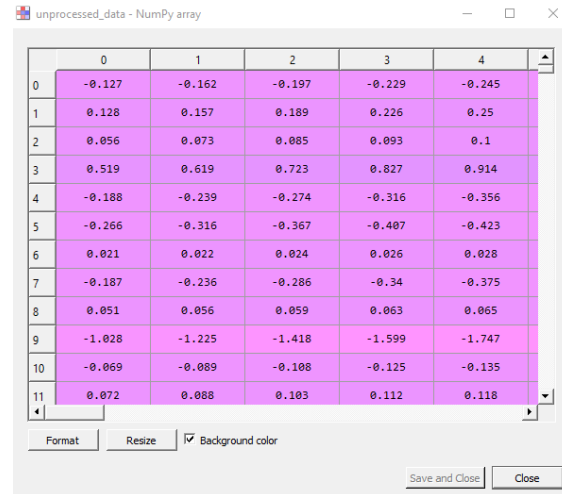 unprocessed_data - NumPy array
0 1 2 3 4
0 -0.127 -0.162 -0.197 -0.229 -0.245
1 0.128 0.157 0.189 0.226 0.25
2 0.056 0.073 0.085 0.093 0.1
3 0.519 0.619 0.723 0.827 0.914
4 -0.188 -0.239 -0.274 -0.316 -0.356
5 -0.266 -0.316 -0.367 -0.407 -0.423
6 0.021 0.022 0.024 0.026 0.028
7 -0.187 -0.236 -0.286 -0.34 -0.375
8 0.051 0.056 0.059 0.063 0.065
9 -1.028 -1.225 -1.418 -1.599 -1.747
10 -0.069 -0.089 -0.108 -0.125 -0.135
11 0.072 0.088 0.103 0.112 0.118
Format Resize Background color
Save and Close Close